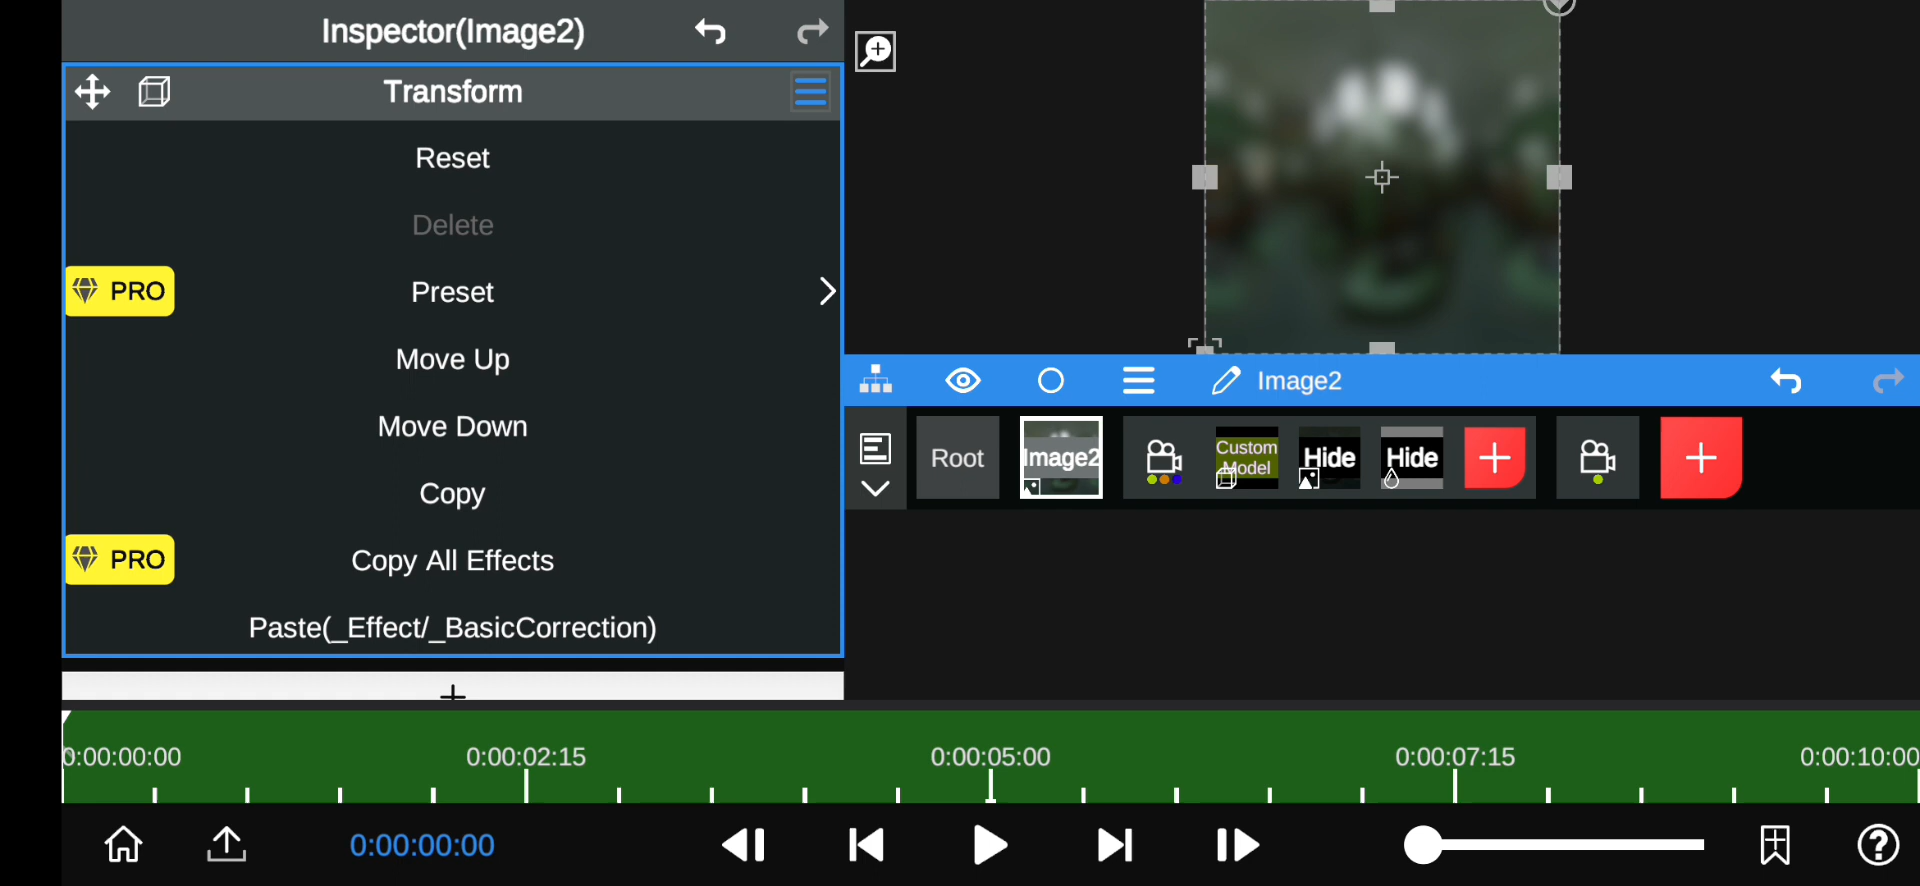 Inspector(Image2)
Transform
Reset
Delete
PRO
Preset
Move Up
Move Down
Copy
PRO
Copy All Effects
Paste(_Effect/_BasicCorrection)
Image2
Root
Image2
Custom
Model
Hide
Hide
0:00:00:00
0:00:02:15
0:00:05:00
0:00:07:15
0:00:10:00
0:00:00:00